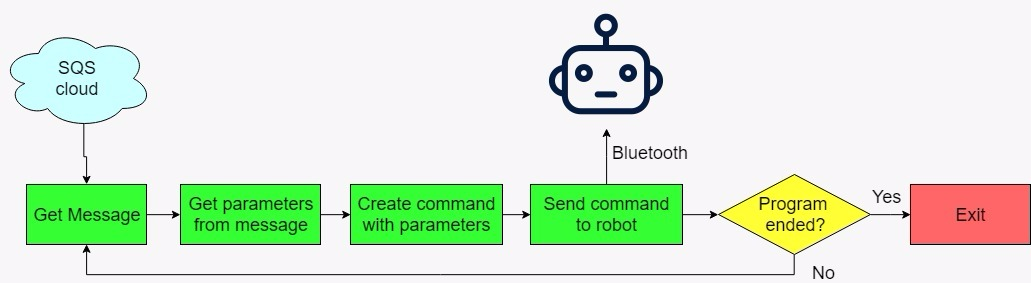 SQS
cloud
Bluetooth
Get Message
Get parameters
from message
Create command
with parameters
Send command
to robot
Program
ended?
Yes
Exit
No